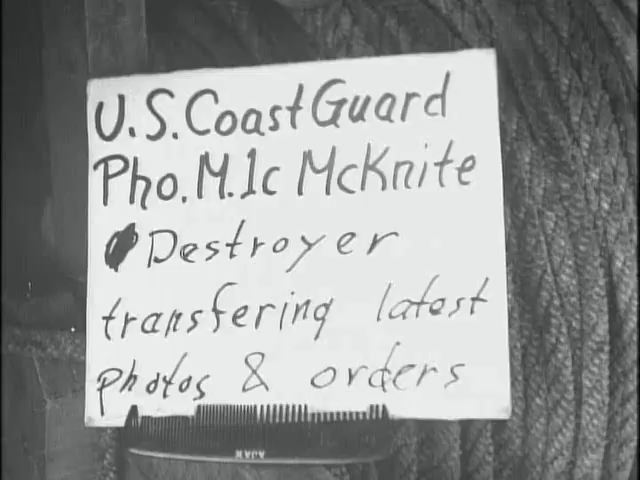 U.S. Coast Guard
Pho. M. 1c McKnite
Destroyer
transfering latest
photos & orders